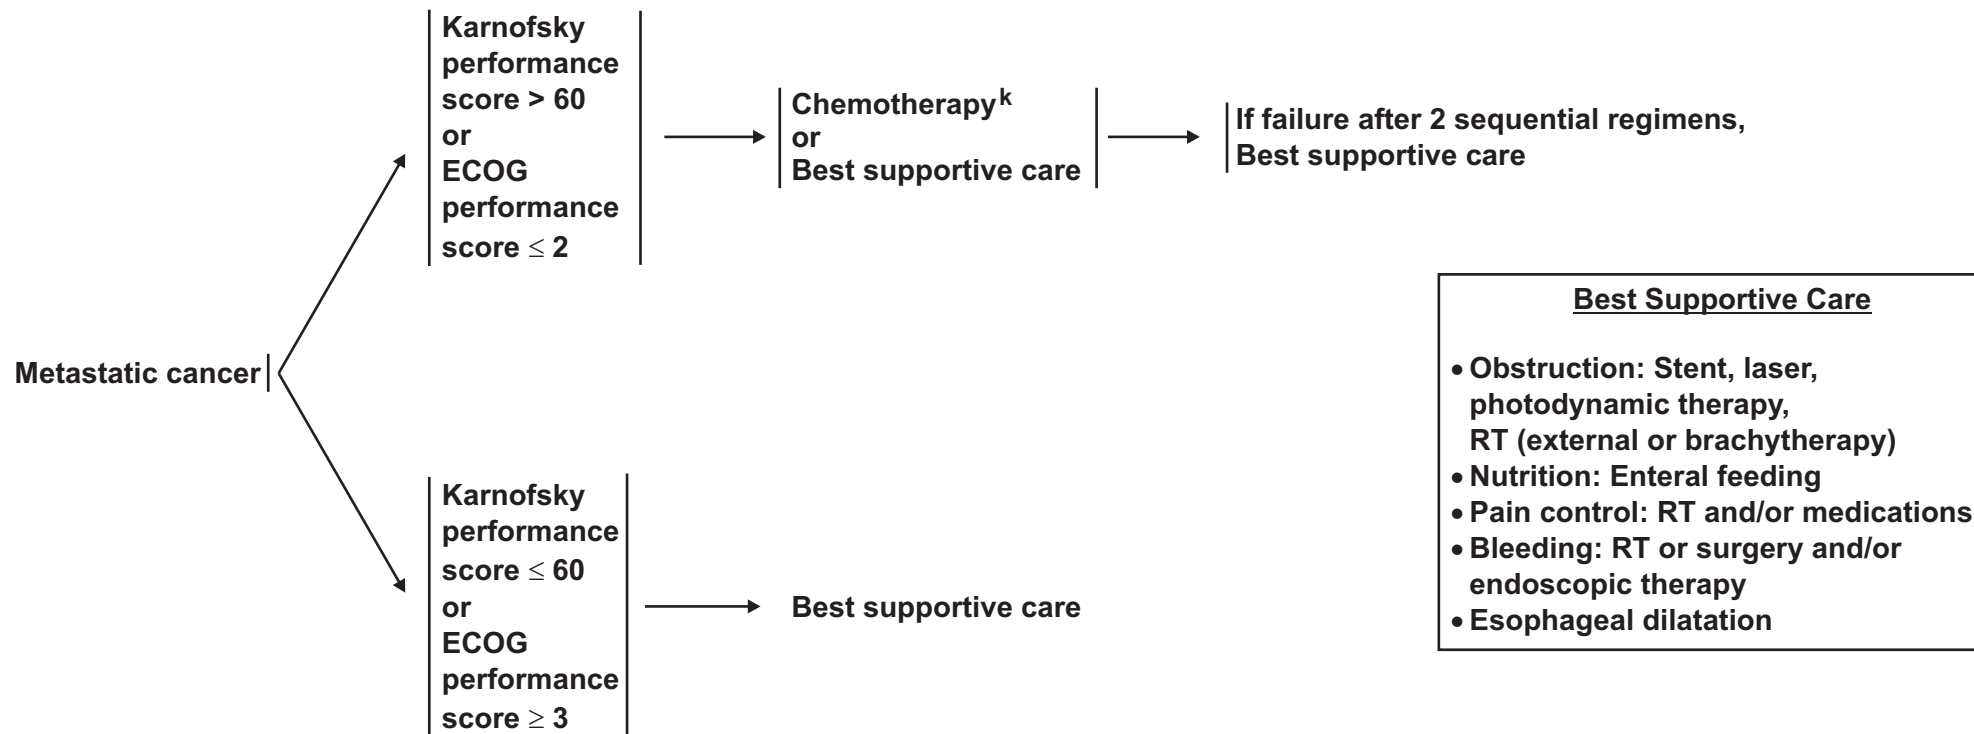 Karnofsky
performance
score > 60
or
ECOG
performance
score ≤ 2
Chemotherapyᵏ
or
Best supportive care
If failure after 2 sequential regimens,
Best supportive care
Metastatic cancer
Karnofsky
performance
score ≤ 60
or
ECOG
performance
score ≥ 3
Best supportive care
Best Supportive Care
• Obstruction: Stent, laser,
photodynamic therapy,
RT (external or brachytherapy)
• Nutrition: Enteral feeding
• Pain control: RT and/or medications
• Bleeding: RT or surgery and/or
endoscopic therapy
• Esophageal dilatation